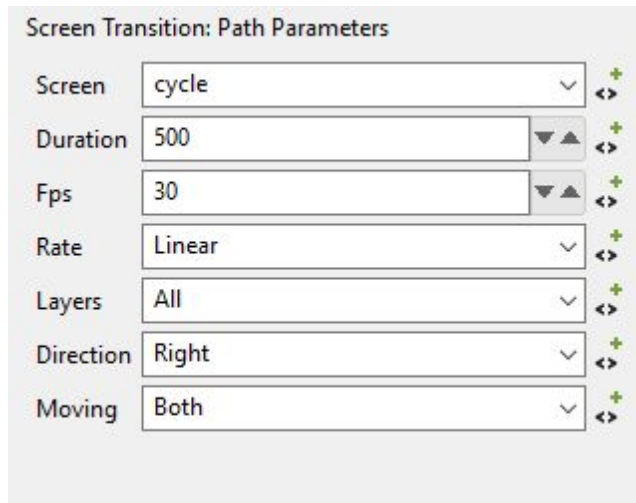 Screen Transition: Path Parameters
Screen cycle
Duration 500
Fps 30
Rate Linear
Layers All
Direction Right
Moving Both